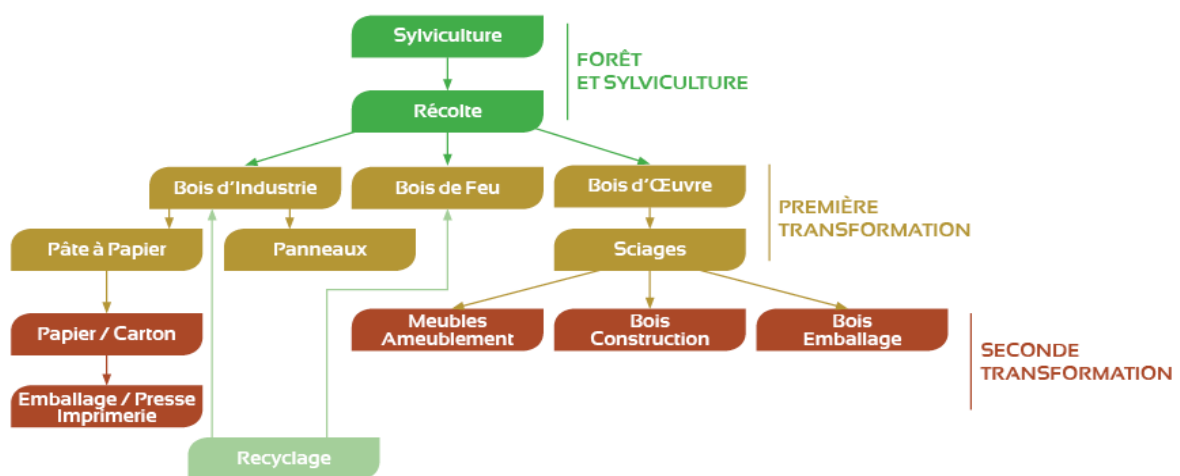 Sylviculture
FORÊT
ET SYLVICULTURE
Récolte
Bois d'Industrie
Bois de Feu
Bois d'Œuvre
PREMIÈRE
TRANSFORMATION
Pâte à Papier
Panneaux
Sciages
Papier / Carton
Meubles
Ameublement
Bois
Construction
Bois
Emballage
SECONDE
TRANSFORMATION
Emballage / Presse
Imprimerie
Recyclage